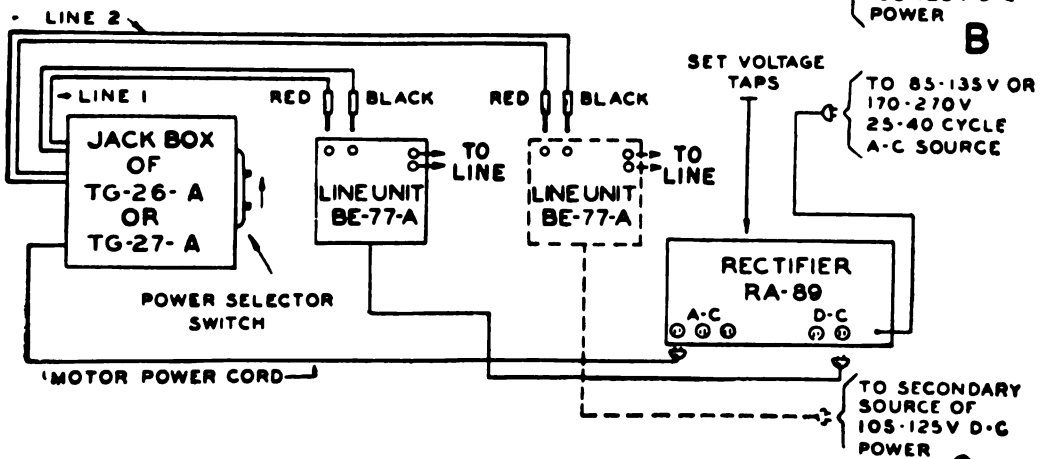 POWER
B
LINE 2
SET VOLTAGE
TAPS
TO 85-135V OR
170-270V
25-40 CYCLE
A-C SOURCE
LINE 1
RED
BLACK
RED
BLACK
JACK BOX
OF
TG-26-A
OR
TG-27-A
TO
LINE
LINE UNIT
BE-77-A
TO
LINE
LINE UNIT
BE-77-A
POWER SELECTOR
SWITCH
RECTIFIER
RA-89
A-C
D-C
MOTOR POWER CORD
TO SECONDARY
SOURCE OF
105-125V D-C
POWER